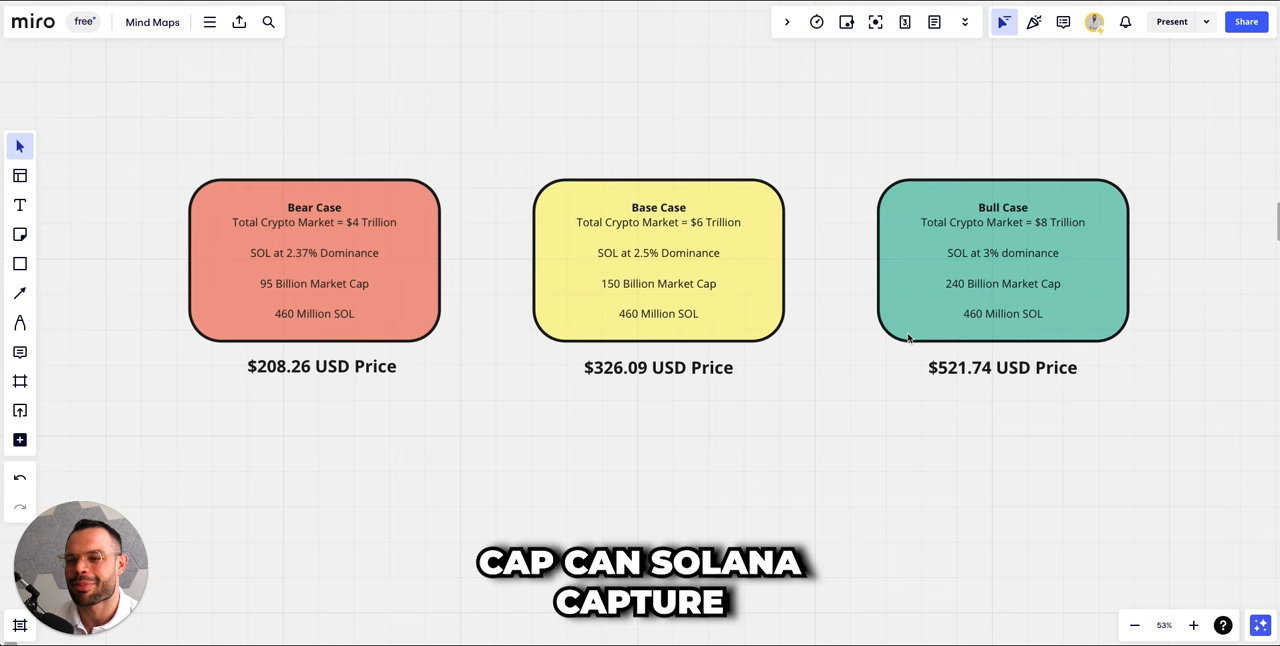 miro free Mind Maps
3
Present
Share
Bear Case
Total Crypto Market = $4 Trillion
SOL at 2.37% Dominance
95 Billion Market Cap
460 Million SOL
$208.26 USD Price
Base Case
Total Crypto Market = $6 Trillion
SOL at 2.5% Dominance
150 Billion Market Cap
460 Million SOL
$326.09 USD Price
Bull Case
Total Crypto Market = $8 Trillion
SOL at 3% dominance
240 Billion Market Cap
460 Million SOL
$521.74 USD Price
CAP CAN SOLANA
CAPTURE
53%